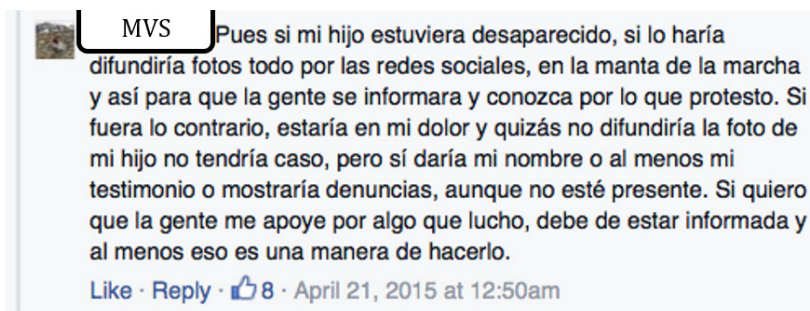 MVS Pues si mi hijo estuviera desaparecido, si lo haría
difundiría fotos todo por las redes sociales, en la manta de la marcha
y así para que la gente se informara y conozca por lo que protesto. Si
fuera lo contrario, estaría en mi dolor y quizás no difundiría la foto de
mi hijo no tendría caso, pero sí daría mi nombre o al menos mi
testimonio o mostraría denuncias, aunque no esté presente. Si quiero
que la gente me apoye por algo que lucho, debe de estar informada y
al menos eso es una manera de hacerlo.
Like · Reply · 8 · April 21, 2015 at 12:50am